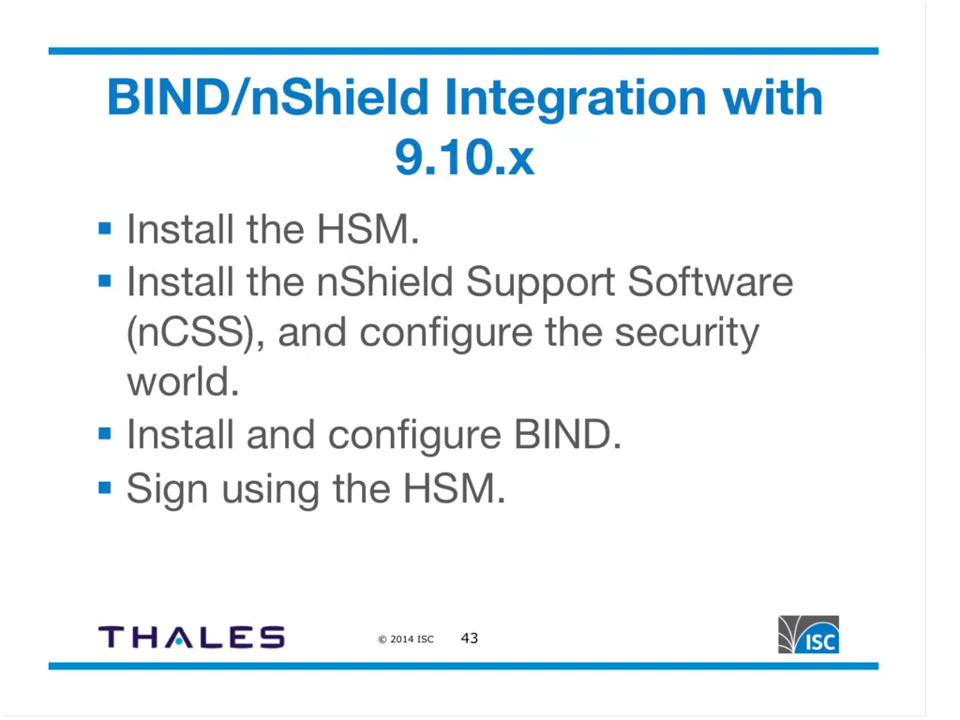 BIND/nShield Integration with
9.10.x
▪ Install the HSM.
▪ Install the nShield Support Software
(nCSS), and configure the security
world.
▪ Install and configure BIND.
▪ Sign using the HSM.
THALES
© 2014 ISC 43
ISC